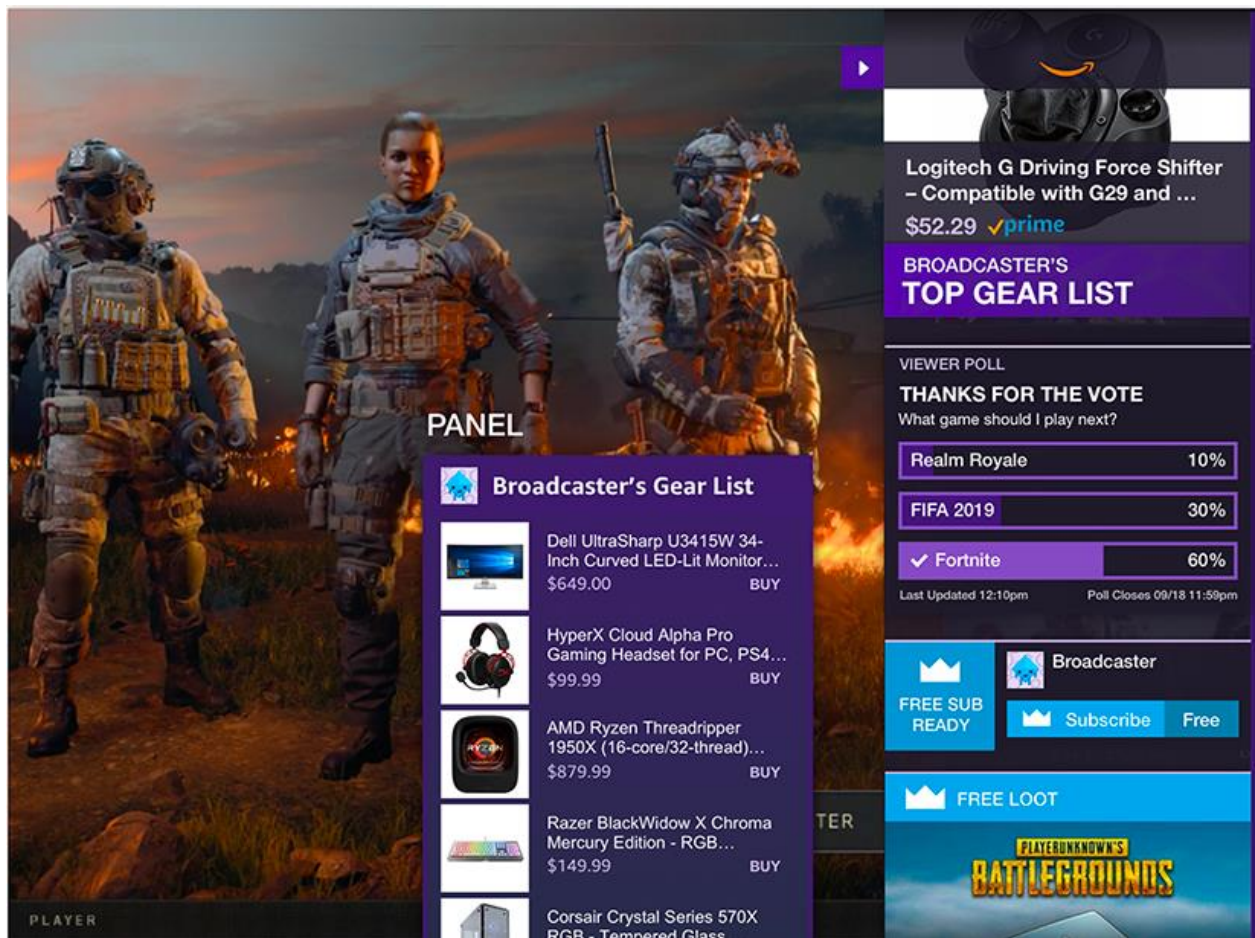 Logitech G Driving Force Shifter
– Compatible with G29 and ...
$52.29 prime
BROADCASTER'S
TOP GEAR LIST
VIEWER POLL
THANKS FOR THE VOTE
What game should I play next?
Realm Royale 10%
FIFA 2019 30%
Fortnite 60%
Last Updated 12:10pm Poll Closes 09/18 11:59pm
FREE SUB
READY
Broadcaster
Subscribe Free
FREE LOOT
PLAYERUNKNOWN'S
BATTLEGROUNDS
PANEL
Broadcaster's Gear List
Dell UltraSharp U3415W 34-
Inch Curved LED-Lit Monitor...
$649.00 BUY
HyperX Cloud Alpha Pro
Gaming Headset for PC, PS4...
$99.99 BUY
AMD Ryzen Threadripper
1950X (16-core/32-thread)...
$879.99 BUY
RYZEN
Razer BlackWidow X Chroma
Mercury Edition - RGB...
$149.99 BUY
Corsair Crystal Series 570X
RGB - Tempered Glass
TER
PLAYER